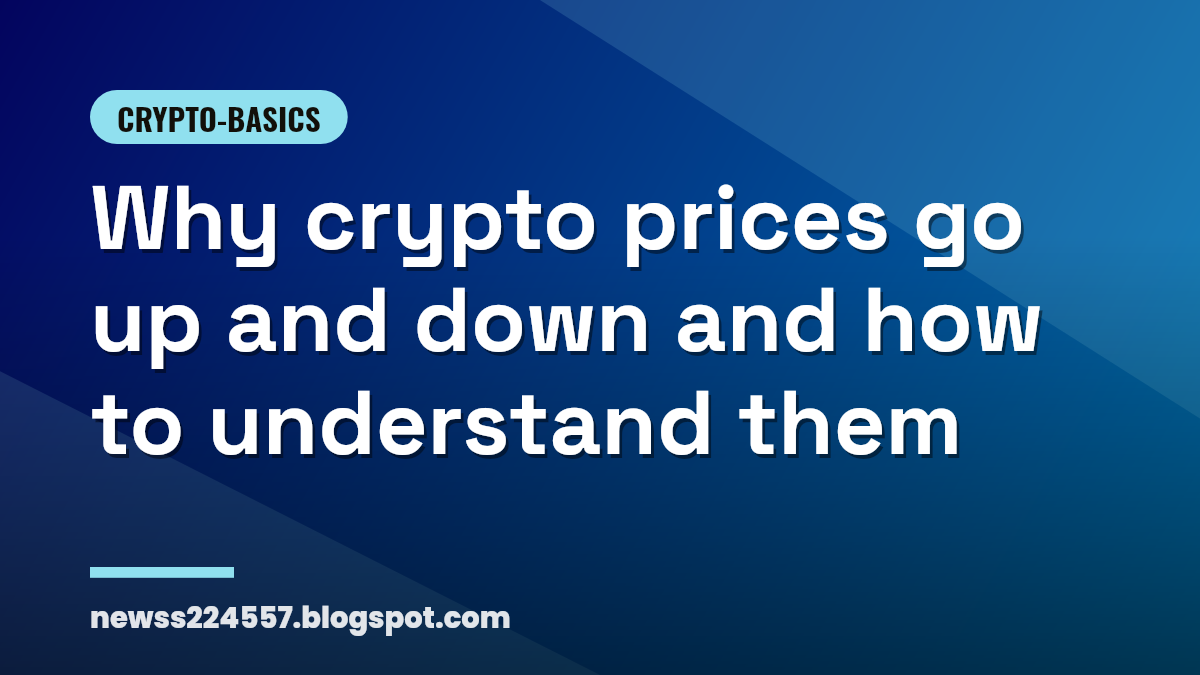 CRYPTO-BASICS
Why crypto prices go
up and down and how
to understand them
newss224557.blogspot.com